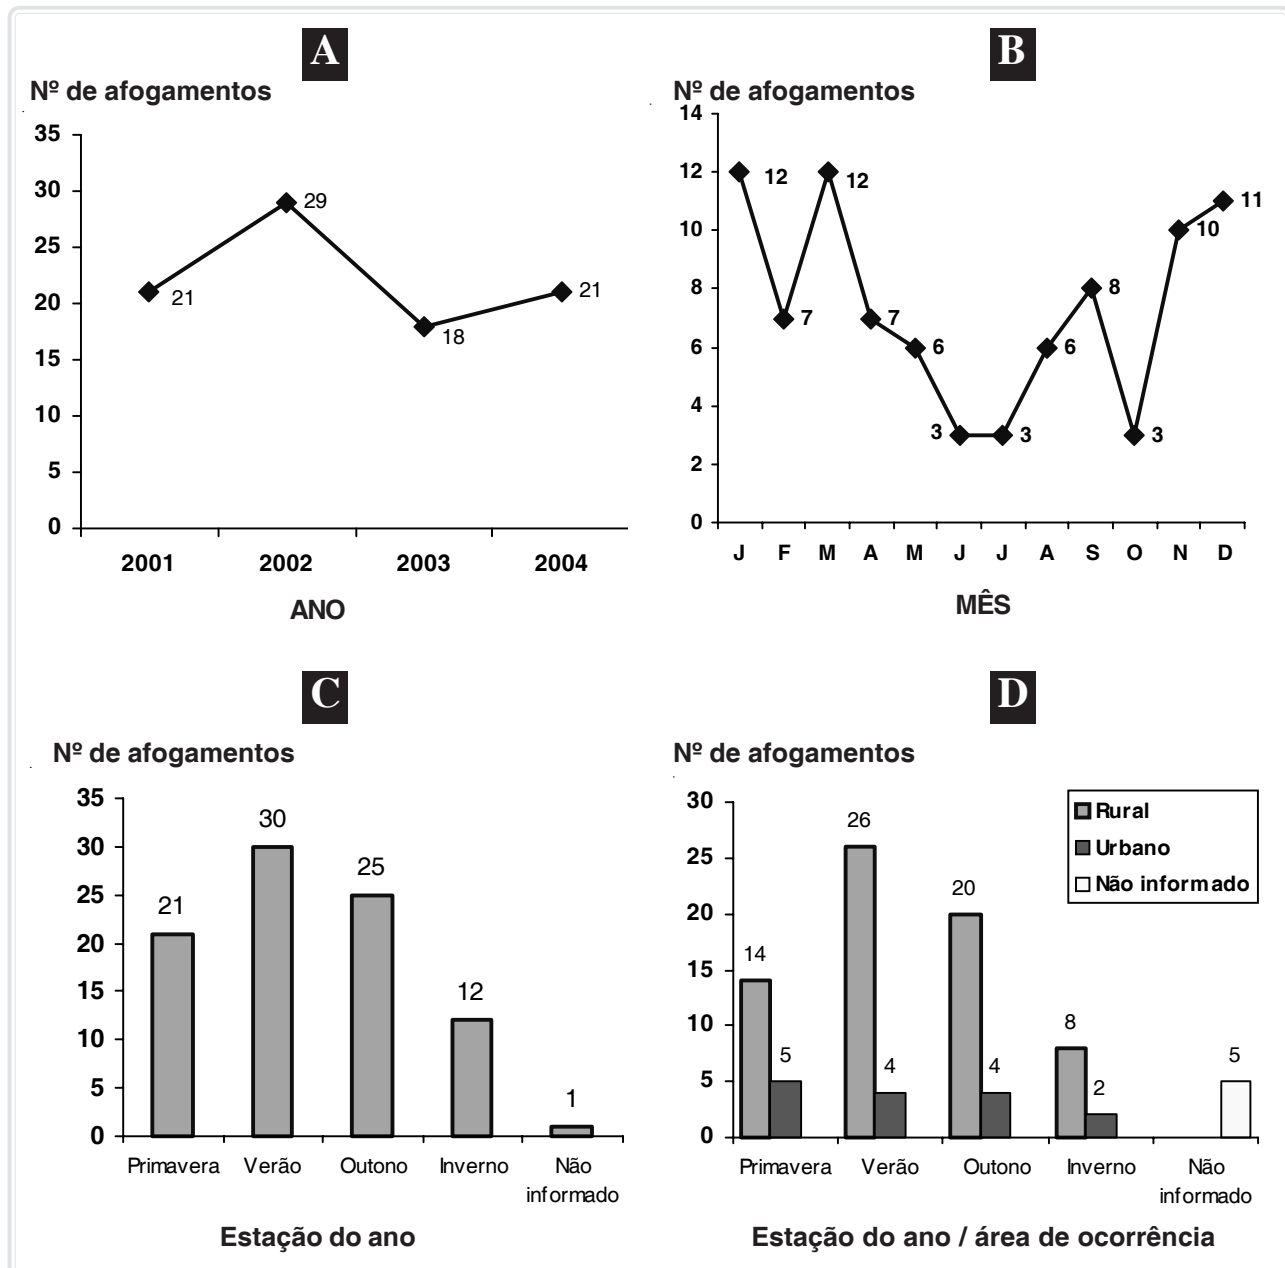 A
Nº de afogamentos
35
30
25
20
15
10
5
0
21
29
18
21
2001 2002 2003 2004
ANO
B
Nº de afogamentos
14
12
10
8
6
4
2
0
12
7
12
7
6
3
3
6
8
3
10
11
J F M A M J J A S O N D
MÊS
C
Nº de afogamentos
35
30
25
20
15
10
5
0
21
30
25
12
1
Primavera Verão Outono Inverno Não
informado
Estação do ano
D
Nº de afogamentos
30
25
20
15
10
5
0
14
5
26
4
20
4
8
2
5
Rural
Urbano
Não informado
Primavera Verão Outono Inverno Não
informado
Estação do ano / área de ocorrência